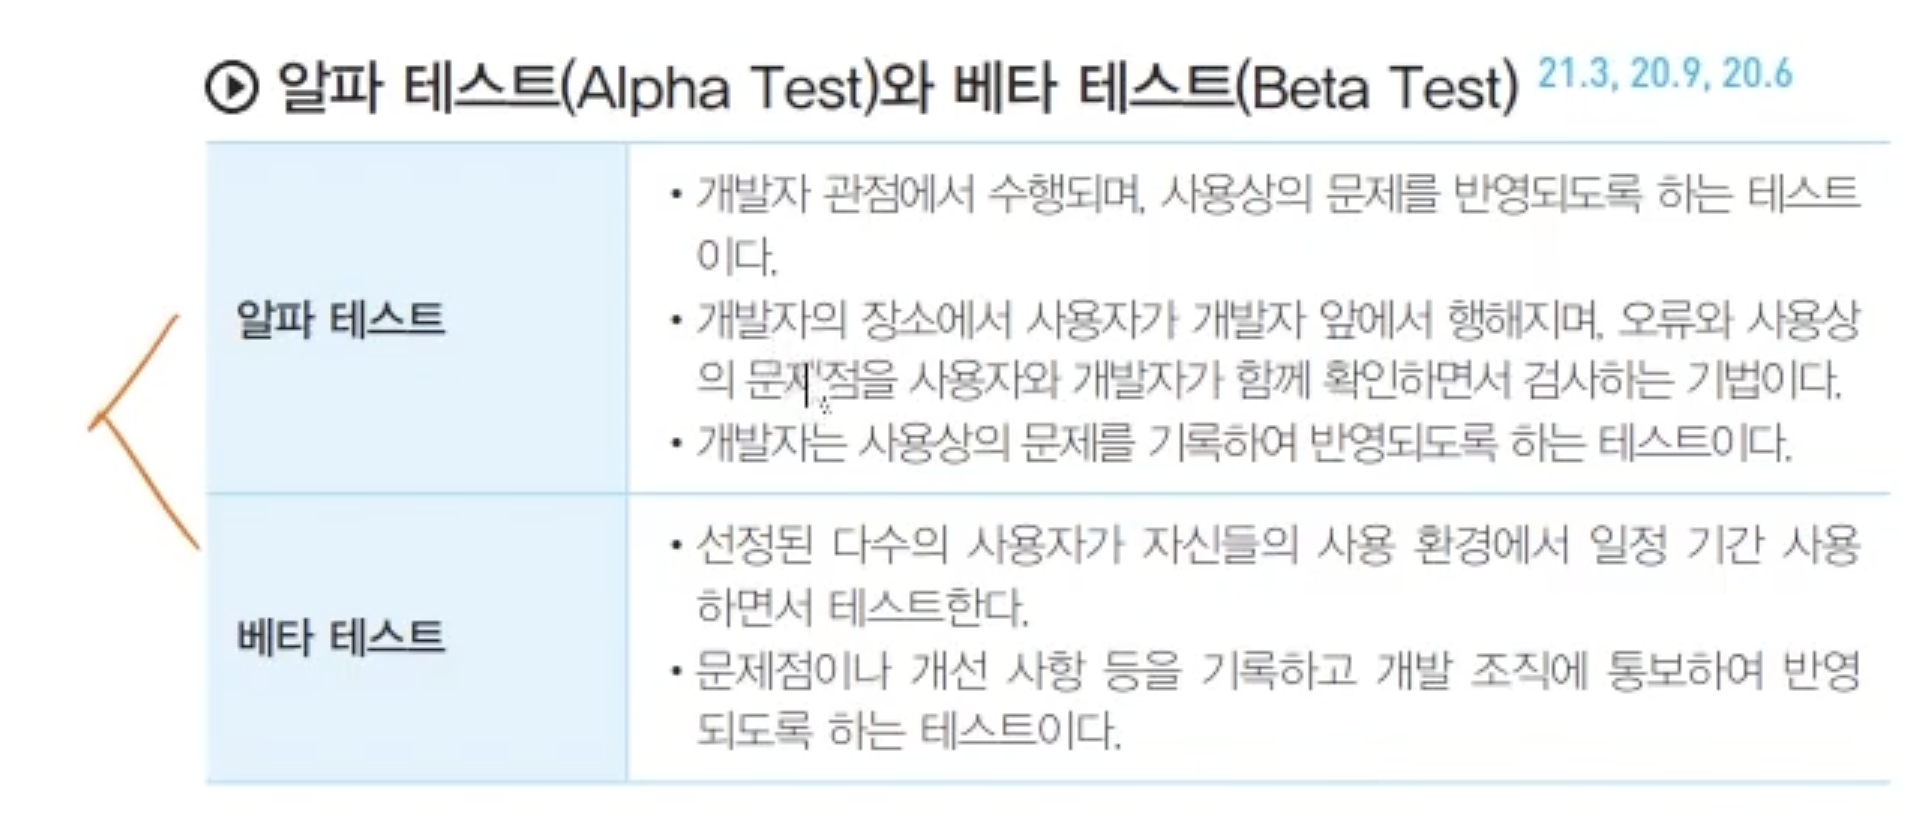 알파 테스트(Alpha Test)와 베타 테스트(Beta Test) 21.3, 20.9, 20.6
알파 테스트
• 개발자 관점에서 수행되며, 사용상의 문제를 반영되도록 하는 테스트
이다.
• 개발자의 장소에서 사용자가 개발자 앞에서 행해지며, 오류와 사용상
의 문제점을 사용자와 개발자가 함께 확인하면서 검사하는 기법이다.
• 개발자는 사용상의 문제를 기록하여 반영되도록 하는 테스트이다.
베타 테스트
• 선정된 다수의 사용자가 자신들의 사용 환경에서 일정 기간 사용
하면서 테스트한다.
• 문제점이나 개선 사항 등을 기록하고 개발 조직에 통보하여 반영
되도록 하는 테스트이다.